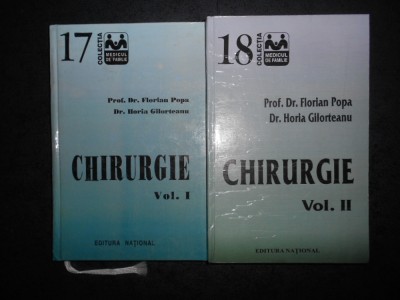 17
COLECȚIA
MEDICUL
DE FAMILIE
Prof. Dr. Florian Popa
Dr. Horia Gilorteanu
CHIRURGIE
Vol. I
EDITURA NAȚIONAL
18
COLECȚIA
MEDICUL
DE FAMILIE
Prof. Dr. Florian Popa
Dr. Horia Gilorteanu
CHIRURGIE
Vol. II
EDITURA NAȚIONAL